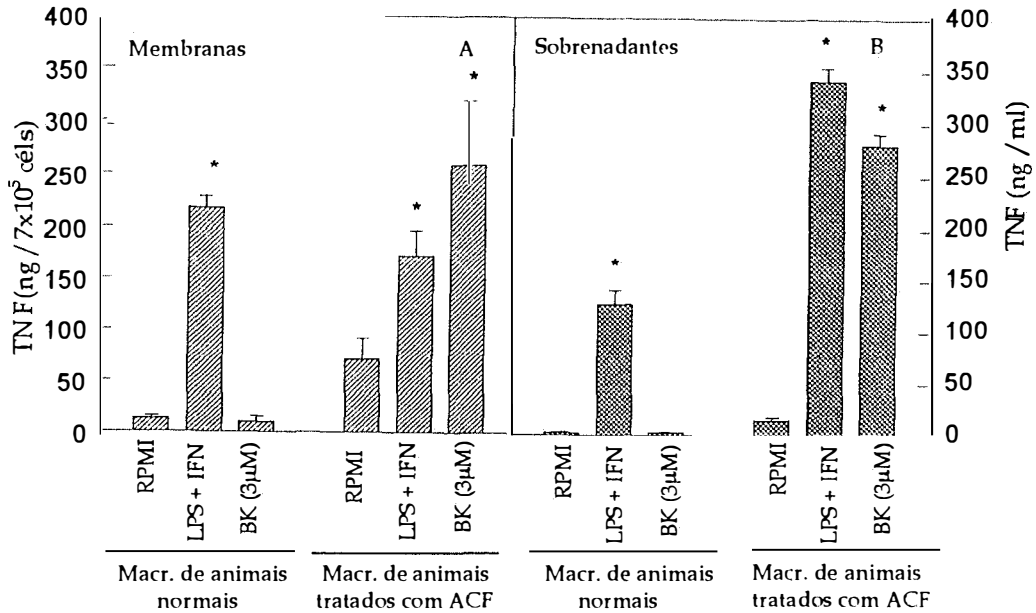 400
350
300
250
200
150
100
50
0
TNF (ng / 7x10⁵ céls)
Membranas
A
*
*
*
Sobrenadantes
B
*
*
*
400
350
300
250
200
150
100
50
0
TNF (ng / ml)
RPMI
LPS + IFN
BK (3µM)
RPMI
LPS + IFN
BK (3µM)
RPMI
LPS + IFN
BK (3µM)
RPMI
LPS + IFN
BK (3µM)
Macr. de animais
normais
Macr. de animais
tratados com ACF
Macr. de animais
normais
Macr. de animais
tratados com ACF